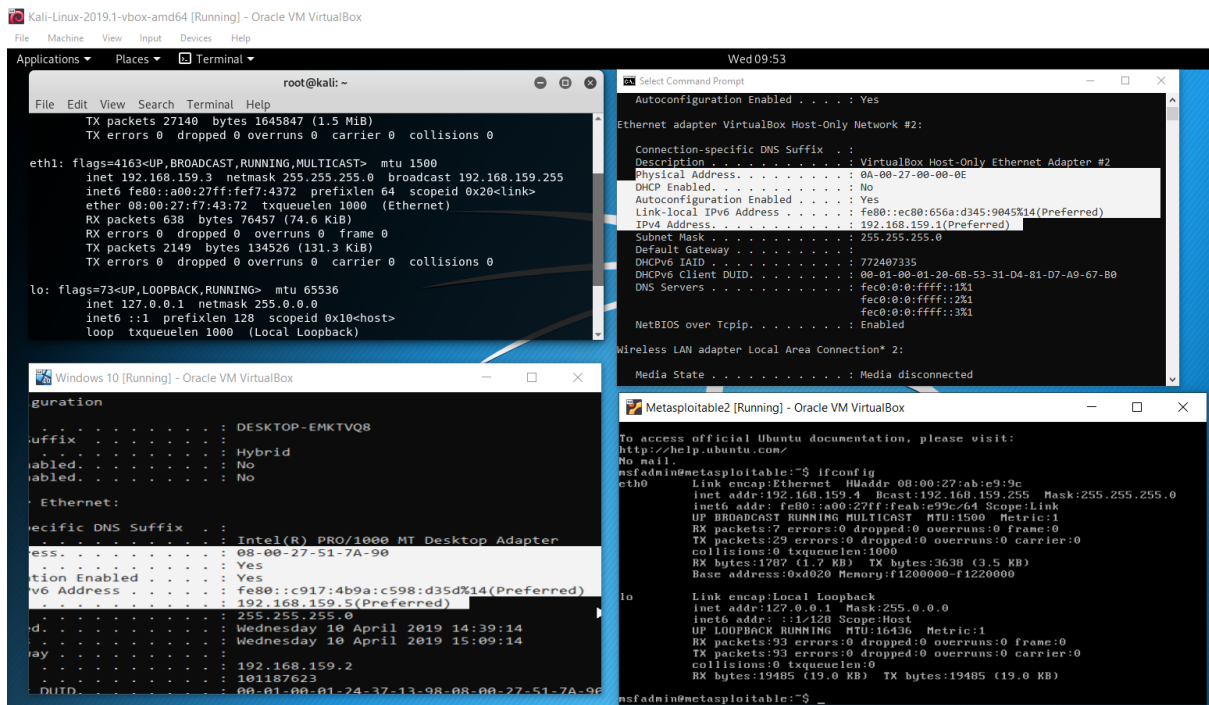 Kali-Linux-2019.1-vbox-amd64 [Running] - Oracle VM VirtualBox
File Machine View Input Devices Help
Applications Places Terminal Wed 09:53
root@kali: ~
File Edit View Search Terminal Help
TX packets 27140 bytes 1645847 (1.5 MiB)
TX errors 0 dropped 0 overruns 0 carrier 0 collisions 0
eth1: flags=4163<UP,BROADCAST,RUNNING,MULTICAST> mtu 1500
inet 192.168.159.3 netmask 255.255.255.0 broadcast 192.168.159.255
inet6 fe80::a00:27ff:fef7:4372 prefixlen 64 scopeid 0x20<link>
ether 08:00:27:f7:43:72 txqueuelen 1000 (Ethernet)
RX packets 638 bytes 76457 (74.6 KiB)
RX errors 0 dropped 0 overruns 0 frame 0
TX packets 2149 bytes 134526 (131.3 KiB)
TX errors 0 dropped 0 overruns 0 carrier 0 collisions 0
lo: flags=73<UP,LOOPBACK,RUNNING> mtu 65536
inet 127.0.0.1 netmask 255.0.0.0
inet6 ::1 prefixlen 128 scopeid 0x10<host>
loop txqueuelen 1000 (Local Loopback)
Select Command Prompt
Autoconfiguration Enabled . . . . : Yes
Ethernet adapter VirtualBox Host-Only Network #2:
Connection-specific DNS Suffix . :
Description . . . . . . . . . . . : VirtualBox Host-Only Ethernet Adapter #2
Physical Address. . . . . . . . . : 0A-00-27-00-00-0E
DHCP Enabled. . . . . . . . . . . : No
Autoconfiguration Enabled . . . . : Yes
Link-local IPv6 Address . . . . . : fe80::ec80:656a:d345:9045%14(Preferred)
IPv4 Address. . . . . . . . . . . : 192.168.159.1(Preferred)
Subnet Mask . . . . . . . . . . . : 255.255.255.0
Default Gateway . . . . . . . . . :
DHCPv6 IAID . . . . . . . . . . . : 772407335
DHCPv6 Client DUID. . . . . . . . : 00-01-00-01-20-6B-53-31-D4-81-D7-A9-67-B0
DNS Servers . . . . . . . . . . . : fec0:0:0:ffff::1%1
fec0:0:0:ffff::2%1
fec0:0:0:ffff::3%1
NetBIOS over Tcpip. . . . . . . . : Enabled
Wireless LAN adapter Local Area Connection* 2:
Media State . . . . . . . . . . . : Media disconnected
Windows 10 [Running] - Oracle VM VirtualBox
guration
. . . . . . . . . . : DESKTOP-EMKTVQ8
uffix . . . . . . . :
. . . . . . . . . . : Hybrid
abled. . . . . . . : No
abled. . . . . . . : No
Ethernet:
ecific DNS Suffix . :
. . . . . . . . . . : Intel(R) PRO/1000 MT Desktop Adapter
ess. . . . . . . . : 08-00-27-51-7A-90
. . . . . . . . . . : Yes
tion Enabled . . . . : Yes
v6 Address . . . . . : fe80::c917:4b9a:c598:d35d%14(Preferred)
. . . . . . . . . . : 192.168.159.5(Preferred)
. . . . . . . . . . : 255.255.255.0
d. . . . . . . . . : Wednesday 10 April 2019 14:39:14
. . . . . . . . . . : Wednesday 10 April 2019 15:09:14
ay . . . . . . . . :
. . . . . . . . . . : 192.168.159.2
. . . . . . . . . . : 101187623
DUID. . . . . . . . : 00-01-00-01-24-37-13-98-08-00-27-51-7A-90
Metasploitable2 [Running] - Oracle VM VirtualBox
To access official Ubuntu documentation, please visit:
http://help.ubuntu.com/
No mail.
msfadmin@metasploitable:~$ ifconfig
eth0 Link encap:Ethernet HWaddr 08:00:27:ab:e9:9c
inet addr:192.168.159.4 Bcast:192.168.159.255 Mask:255.255.255.0
inet6 addr: fe80::a00:27ff:feab:e99c/64 Scope:Link
UP BROADCAST RUNNING MULTICAST MTU:1500 Metric:1
RX packets:7 errors:0 dropped:0 overruns:0 frame:0
TX packets:29 errors:0 dropped:0 overruns:0 carrier:0
collisions:0 txqueuelen:1000
RX bytes:1787 (1.7 KB) TX bytes:3638 (3.5 KB)
Base address:0xd020 Memory:f1200000-f1220000
lo Link encap:Local Loopback
inet addr:127.0.0.1 Mask:255.0.0.0
inet6 addr: ::1/128 Scope:Host
UP LOOPBACK RUNNING MTU:16436 Metric:1
RX packets:93 errors:0 dropped:0 overruns:0 frame:0
TX packets:93 errors:0 dropped:0 overruns:0 carrier:0
collisions:0 txqueuelen:0
RX bytes:19485 (19.0 KB) TX bytes:19485 (19.0 KB)
msfadmin@metasploitable:~$ _